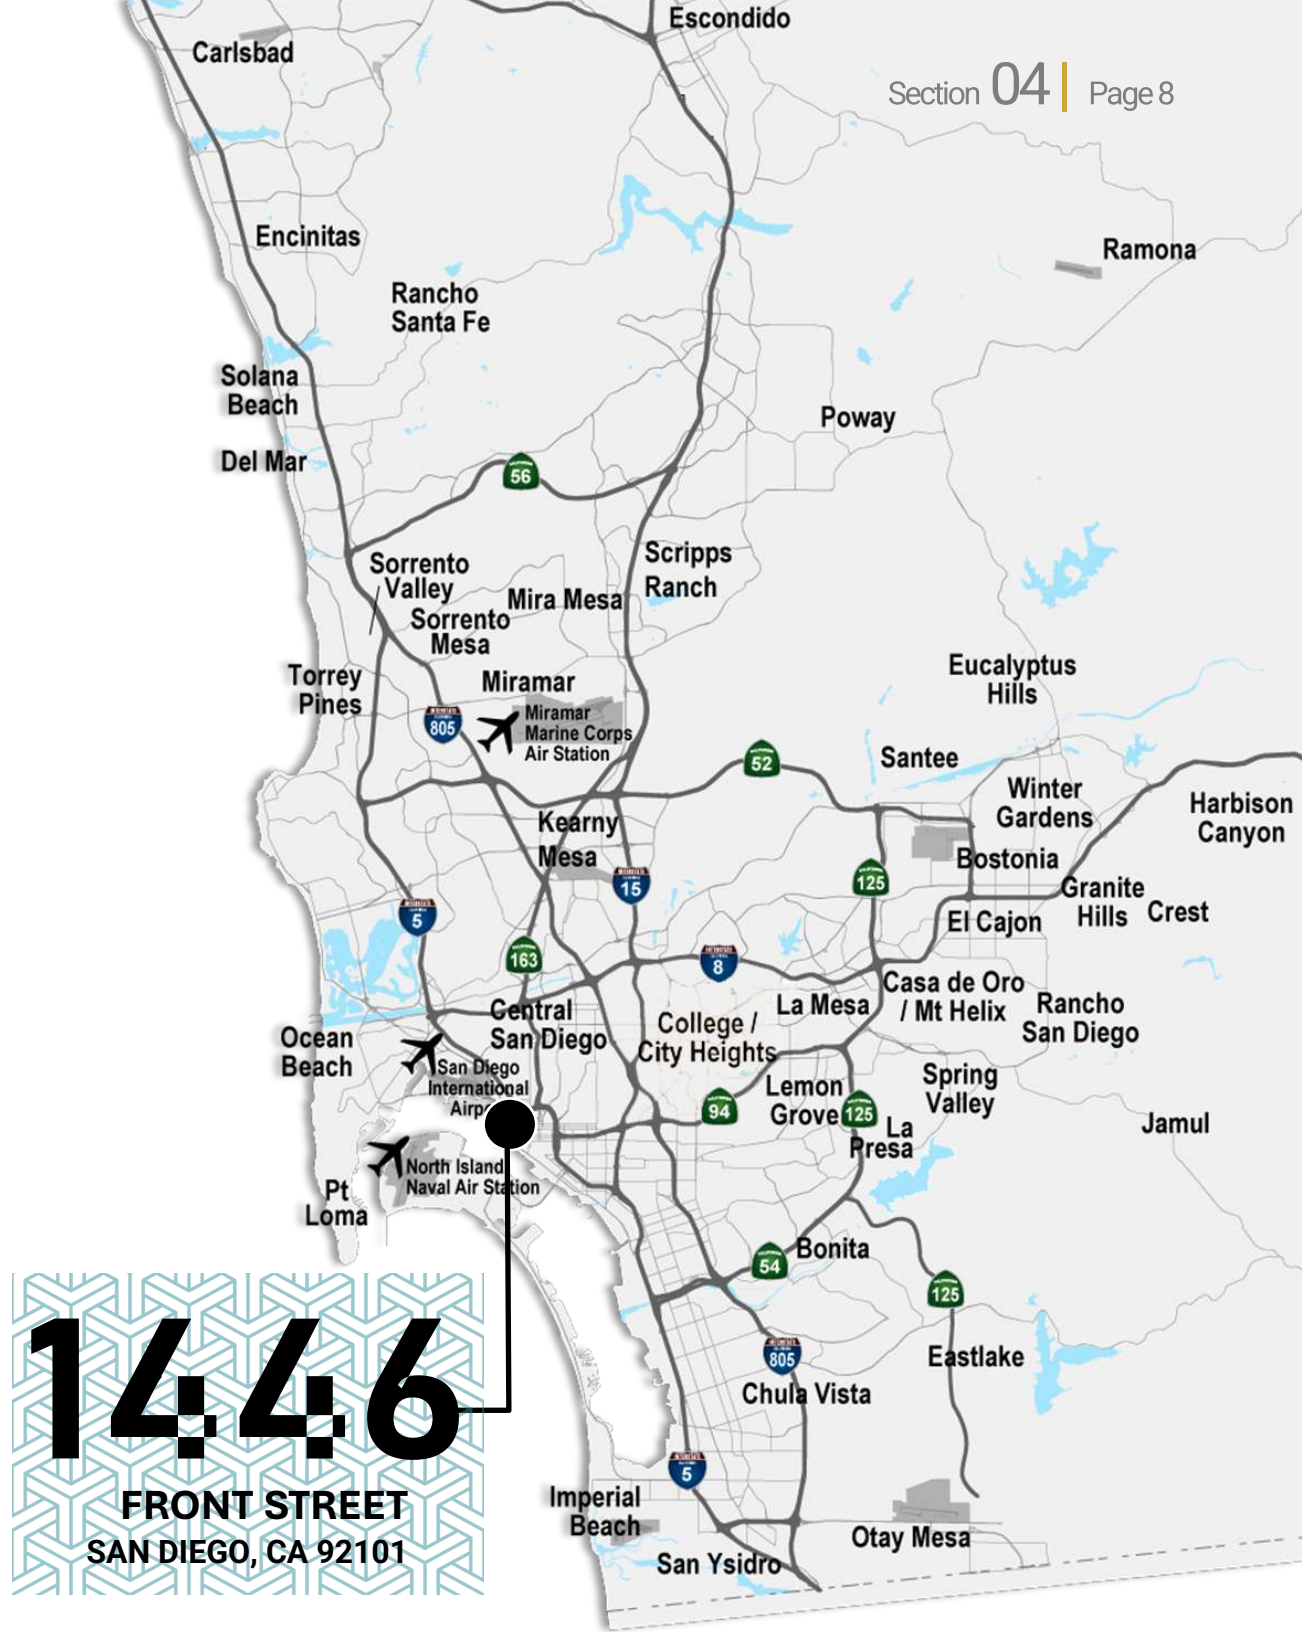 Escondido
Carlsbad
Section 04 | Page 8
Encinitas
Ramona
Rancho
Santa Fe
Solana
Beach
Poway
Del Mar
56
Scripps
Ranch
Sorrento
Valley
Mira Mesa
Sorrento
Mesa
Torrey
Pines
Eucalyptus
Hills
Miramar
805
Miramar
Marine Corps
Air Station
52
Santee
Winter
Gardens
Harbison
Canyon
Kearny
Mesa
Bostonia
15
125
Granite
Hills
Crest
5
El Cajon
163
8
Casa de Oro
/ Mt Helix
La Mesa
Rancho
San Diego
Central
San Diego
College /
City Heights
Ocean
Beach
San Diego
International
Lemon
Grove
Spring
Valley
94
125
La
Presa
Jamul
North Island
Naval Air Station
Pt
Loma
Bonita
54
125
805
Eastlake
Chula Vista
1446
FRONT STREET
SAN DIEGO, CA 92101
5
Imperial
Beach
Otay Mesa
San Ysidro